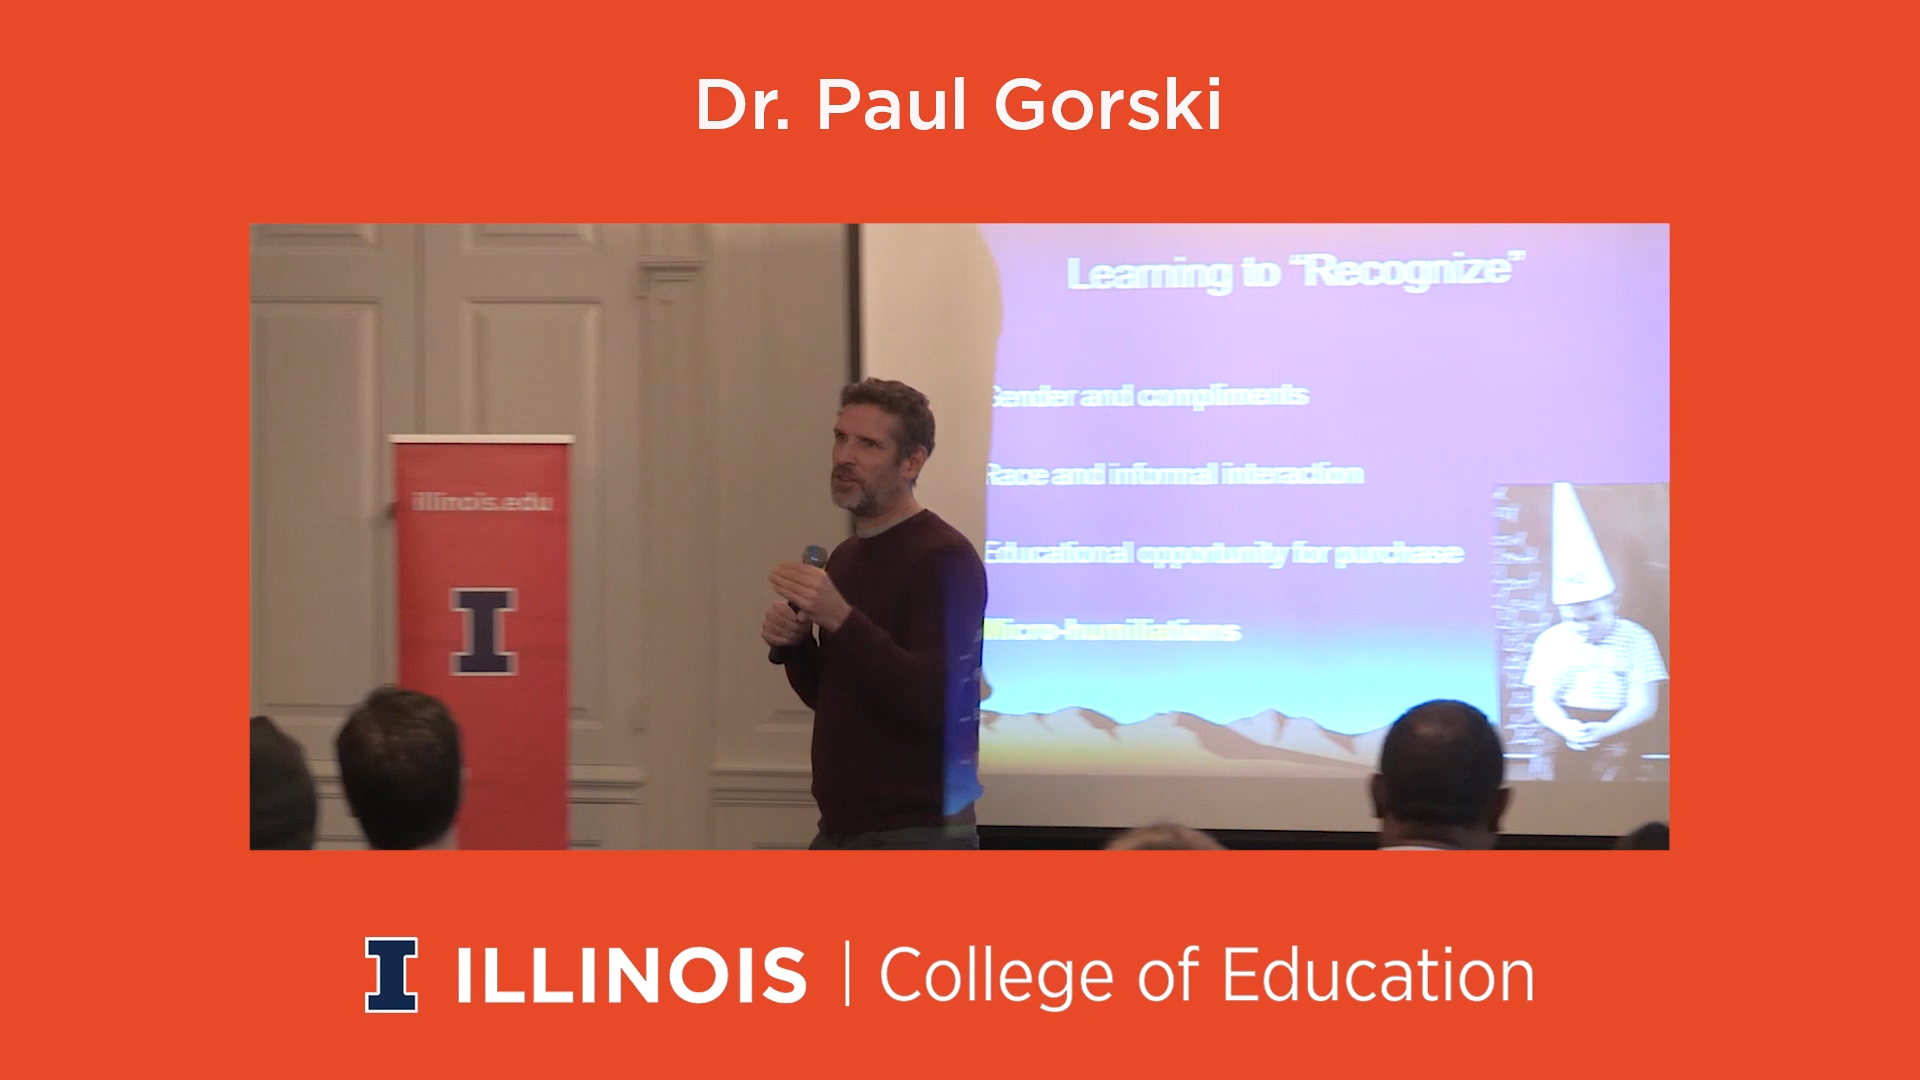 Dr. Paul Gorski
Learning to “Recognize”
Gender and compliments
Race and informal interaction
Educational opportunity for purchase
Micro-humiliations
illinois.edu
I
I ILLINOIS | College of Education